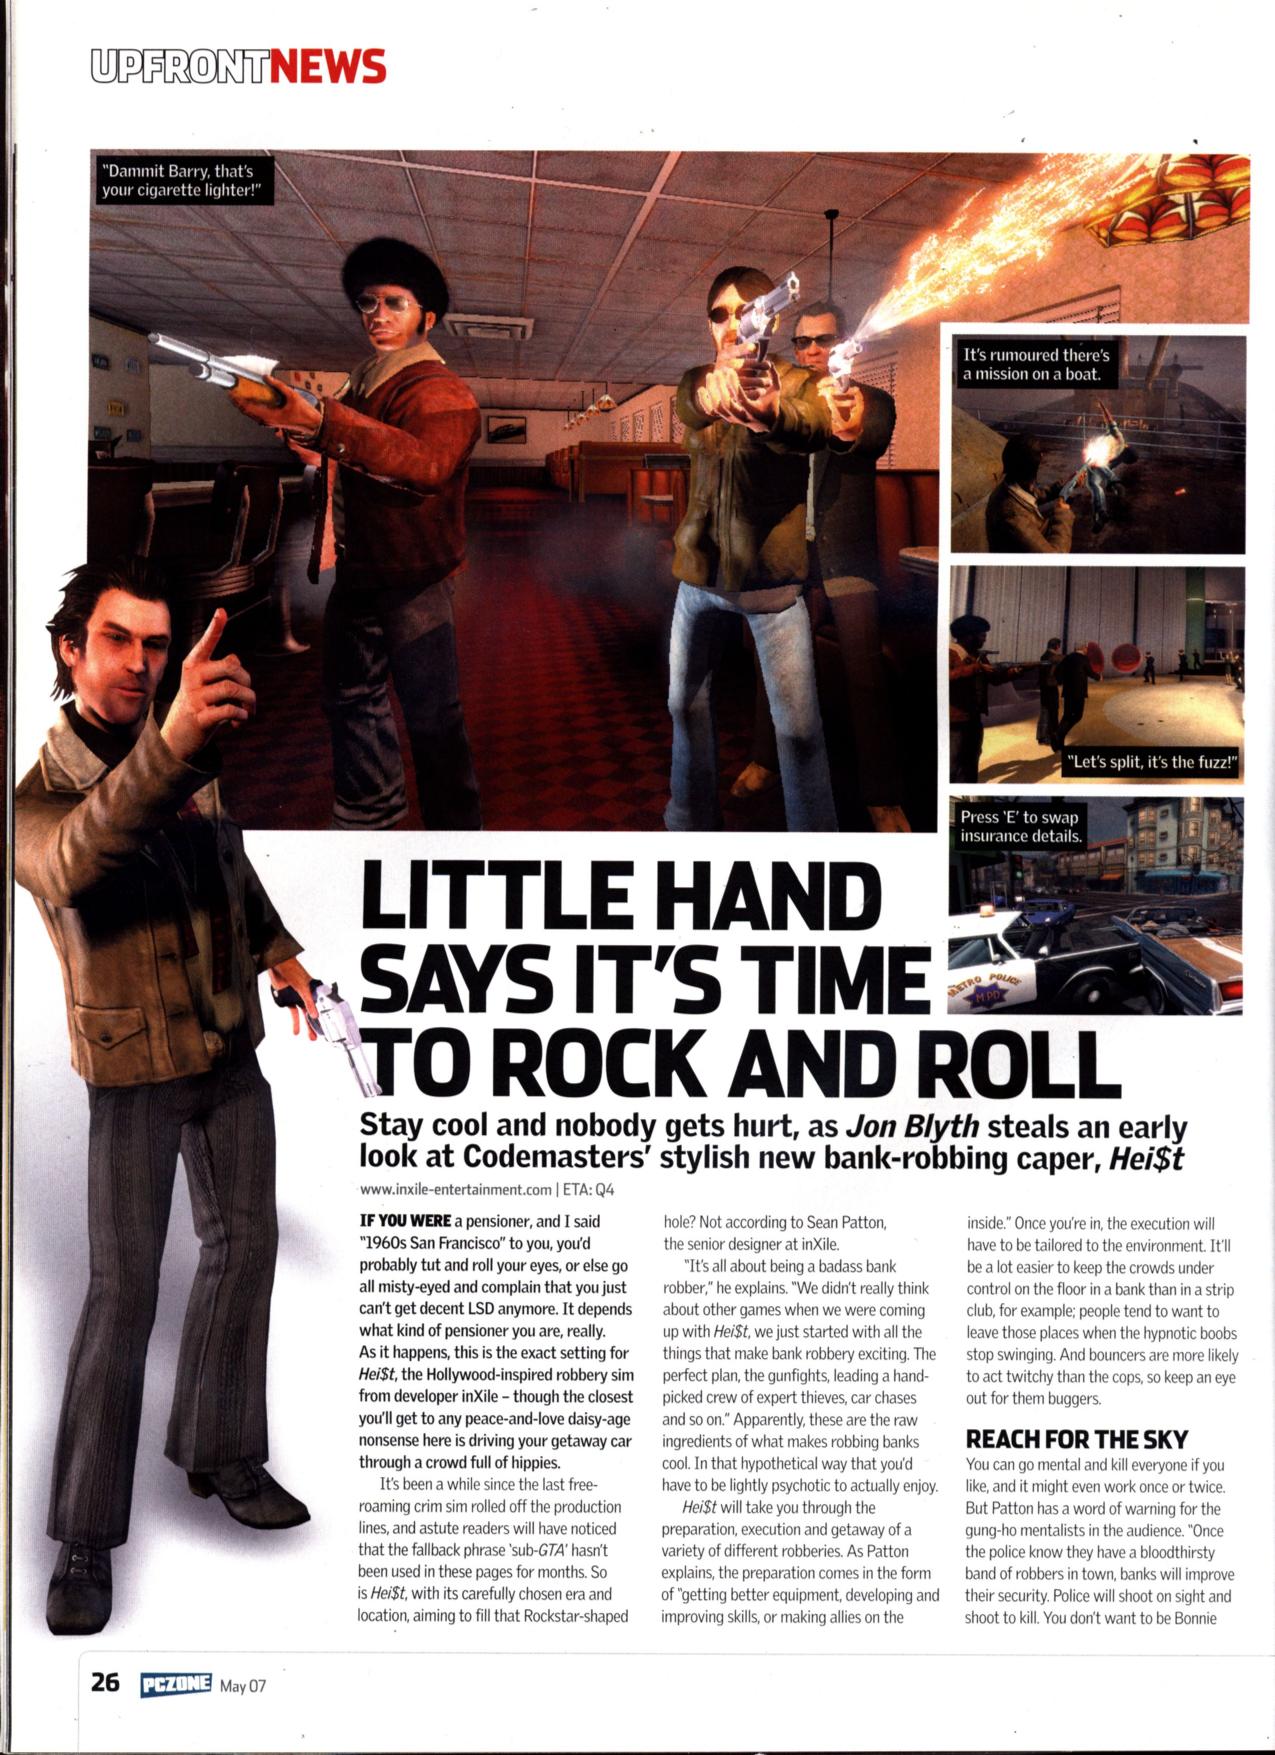 UPFRONTNEWS
"Dammit Barry, that's
your cigarette lighter!"
It's rumoured there's
a mission on a boat.
"Let's split, it's the fuzz!"
Press 'E' to swap
insurance details.
METRO POLICE
M.P.D
LITTLE HAND
SAYS IT'S TIME
TO ROCK AND ROLL
Stay cool and nobody gets hurt, as Jon Blyth steals an early
look at Codemasters' stylish new bank-robbing caper, Hei$t
www.inxile-entertainment.com | ETA: Q4
IF YOU WERE a pensioner, and I said
"1960s San Francisco" to you, you'd
probably tut and roll your eyes, or else go
all misty-eyed and complain that you just
can't get decent LSD anymore. It depends
what kind of pensioner you are, really.
As it happens, this is the exact setting for
Hei$t, the Hollywood-inspired robbery sim
from developer inXile – though the closest
you'll get to any peace-and-love daisy-age
nonsense here is driving your getaway car
through a crowd full of hippies.
It's been a while since the last free-
roaming crim sim rolled off the production
lines, and astute readers will have noticed
that the fallback phrase 'sub-GTA' hasn't
been used in these pages for months. So
is Hei$t, with its carefully chosen era and
location, aiming to fill that Rockstar-shaped
hole? Not according to Sean Patton,
the senior designer at inXile.
"It's all about being a badass bank
robber," he explains. "We didn't really think
about other games when we were coming
up with Hei$t, we just started with all the
things that make bank robbery exciting. The
perfect plan, the gunfights, leading a hand-
picked crew of expert thieves, car chases
and so on." Apparently, these are the raw
ingredients of what makes robbing banks
cool. In that hypothetical way that you'd
have to be lightly psychotic to actually enjoy.
Hei$t will take you through the
preparation, execution and getaway of a
variety of different robberies. As Patton
explains, the preparation comes in the form
of "getting better equipment, developing and
improving skills, or making allies on the
inside." Once you're in, the execution will
have to be tailored to the environment. It'll
be a lot easier to keep the crowds under
control on the floor in a bank than in a strip
club, for example; people tend to want to
leave those places when the hypnotic boobs
stop swinging. And bouncers are more likely
to act twitchy than the cops, so keep an eye
out for them buggers.
REACH FOR THE SKY
You can go mental and kill everyone if you
like, and it might even work once or twice.
But Patton has a word of warning for the
gung-ho mentalists in the audience. "Once
the police know they have a bloodthirsty
band of robbers in town, banks will improve
their security. Police will shoot on sight and
shoot to kill. You don't want to be Bonnie
26 PCZONE May 07